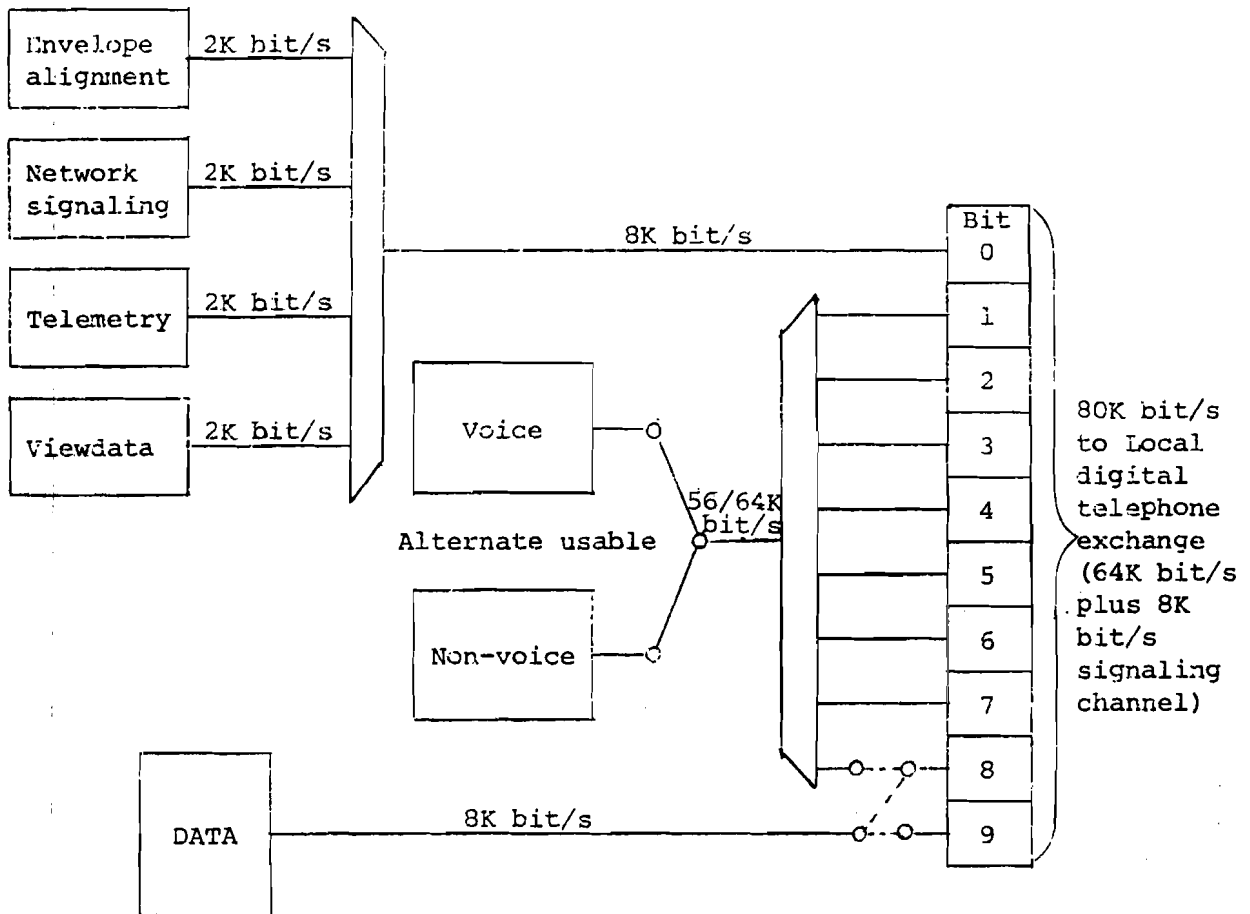 Envelope
alignment
2K bit/s
Network
signaling
2K bit/s
Telemetry
2K bit/s
Viewdata
2K bit/s
8K bit/s
Voice
Alternate usable
Non-voice
56/64K
bit/s
DATA
8K bit/s
Bit
0
1
2
3
4
5
6
7
8
9
80K bit/s
to Local
digital
telephone
exchange
(64K bit/s
plus 8K
bit/s
signaling
channel)